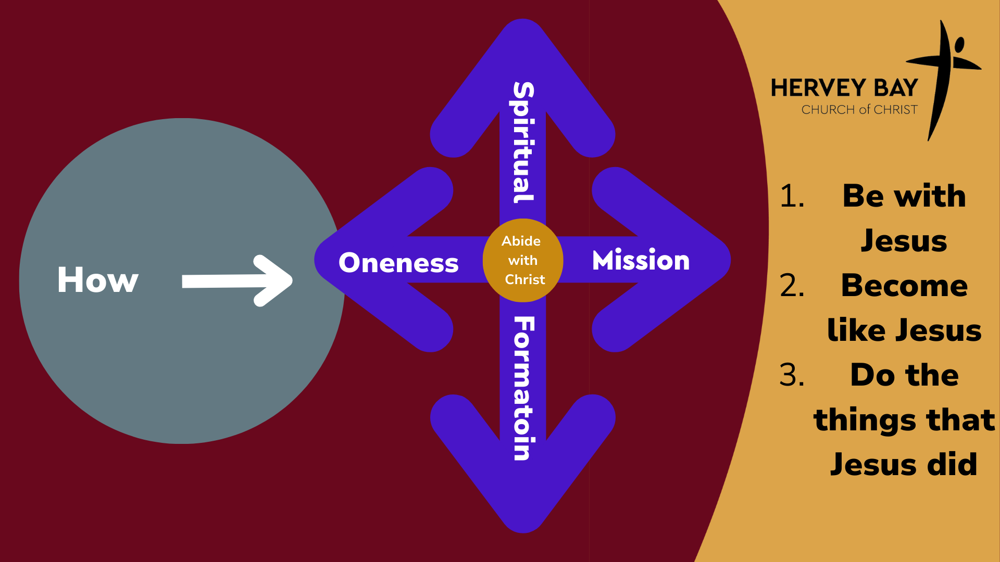 How
Spiritual
Oneness
Abide
with
Christ
Mission
Formatoin
HERVEY BAY
CHURCH of CHRIST
1. Be with
Jesus
2. Become
like Jesus
3. Do the
things that
Jesus did